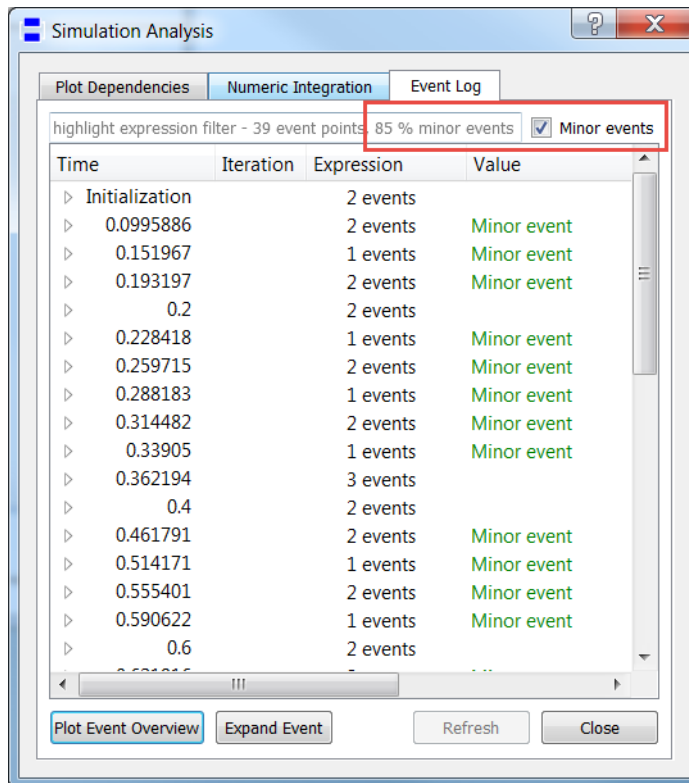 Simulation Analysis
Plot Dependencies Numeric Integration Event Log
highlight expression filter - 39 event points, 85 % minor events Minor events
Time Iteration Expression Value
Initialization 2 events
0.0995886 2 events Minor event
0.151967 1 events Minor event
0.193197 2 events Minor event
0.2 2 events
0.228418 1 events Minor event
0.259715 2 events Minor event
0.288183 1 events Minor event
0.314482 2 events Minor event
0.33905 1 events Minor event
0.362194 3 events
0.4 2 events
0.461791 2 events Minor event
0.514171 1 events Minor event
0.555401 2 events Minor event
0.590622 1 events Minor event
0.6 2 events
Plot Event Overview Expand Event Refresh Close